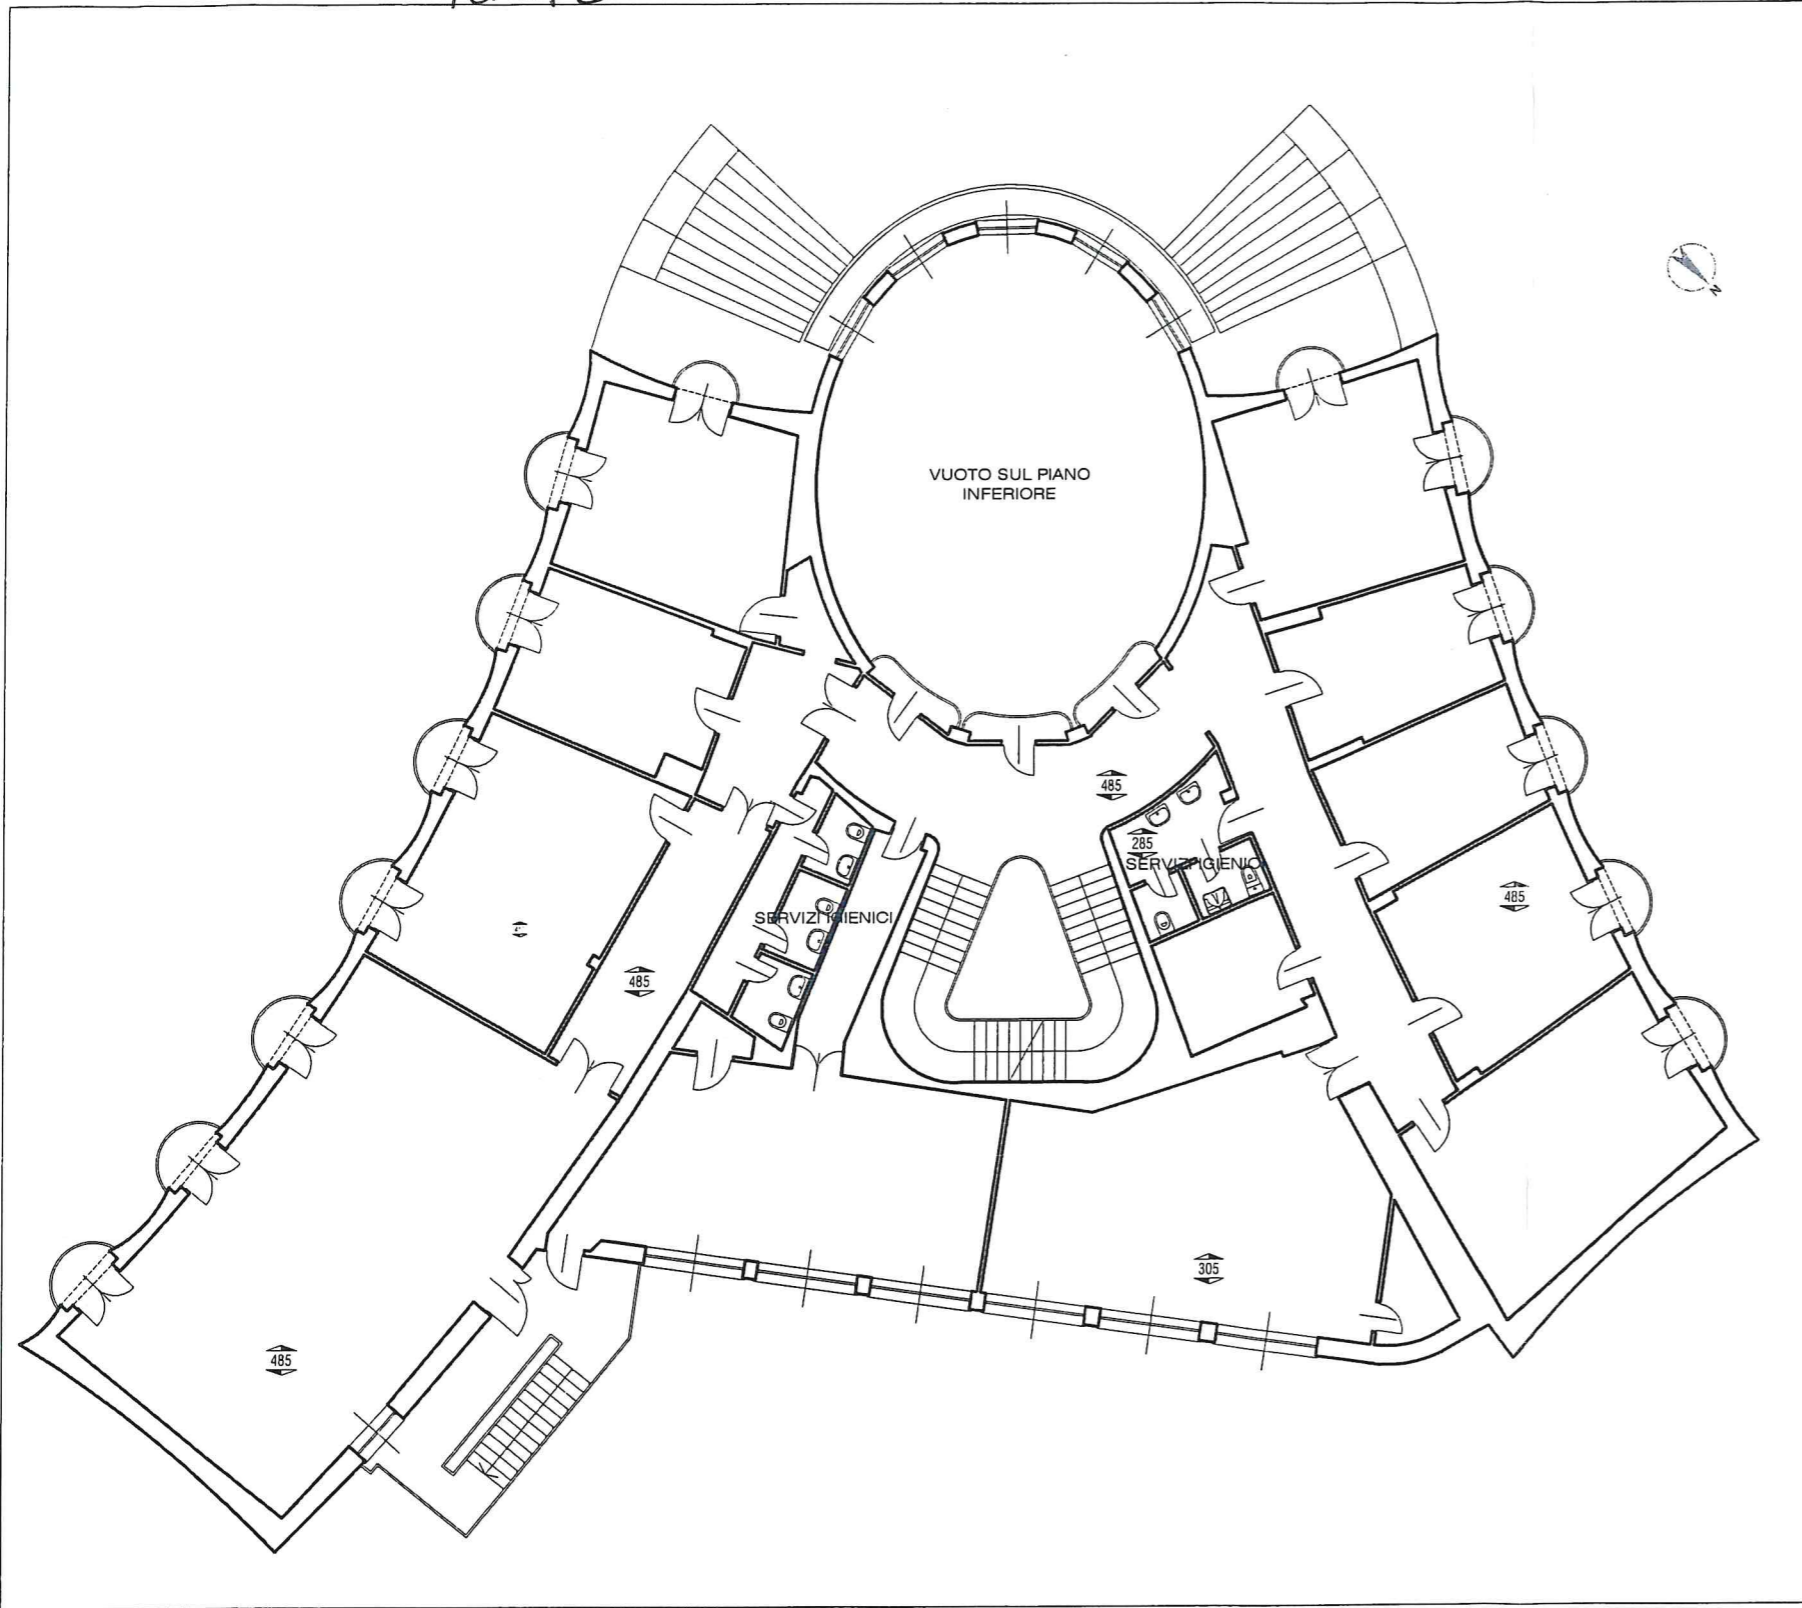 VUOTO SUL PIANO
INFERIORE
485
285
SERVIZI IGIENICI
485
SERVIZI IGIENICI
485
305
485
N